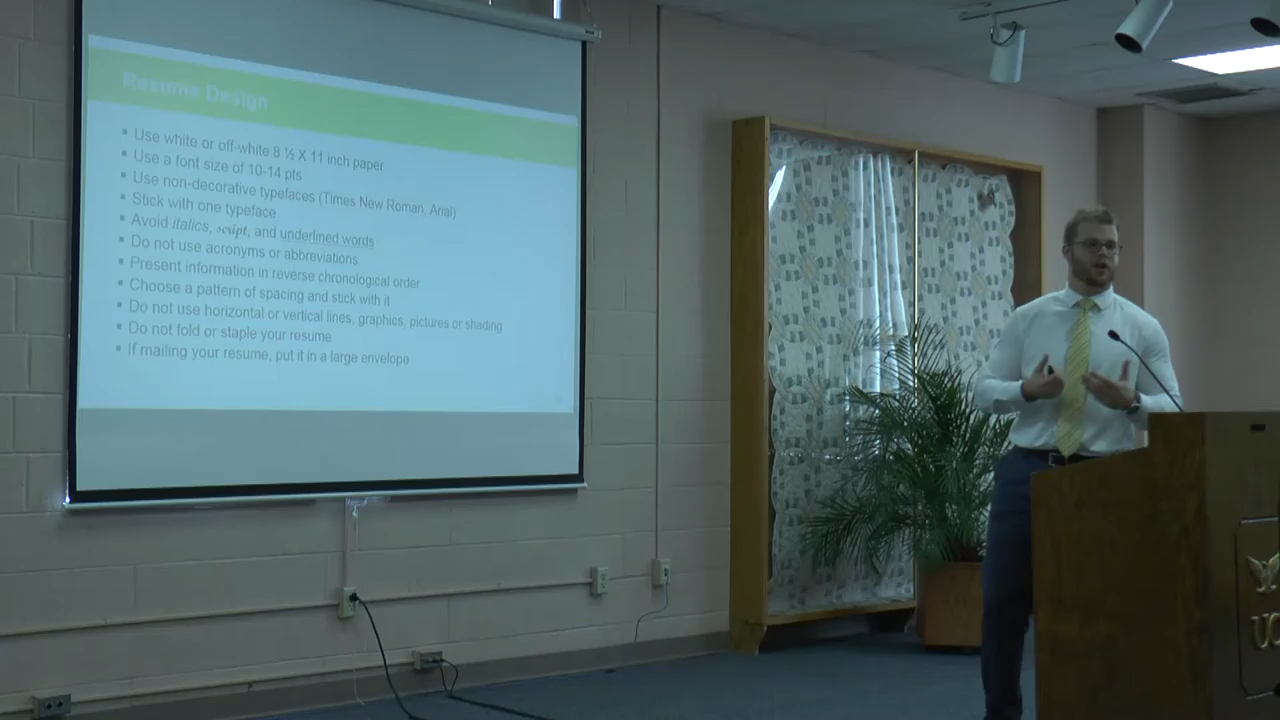 Resume Design
▪ Use white or off-white 8 ½ X 11 inch paper
▪ Use a font size of 10-14 pts
▪ Use non-decorative typefaces (Times New Roman, Arial)
▪ Stick with one typeface
▪ Avoid italics, script, and underlined words
▪ Do not use acronyms or abbreviations
▪ Present information in reverse chronological order
▪ Choose a pattern of spacing and stick with it
▪ Do not use horizontal or vertical lines, graphics, pictures or shading
▪ Do not fold or staple your resume
▪ If mailing your resume, put it in a large envelope